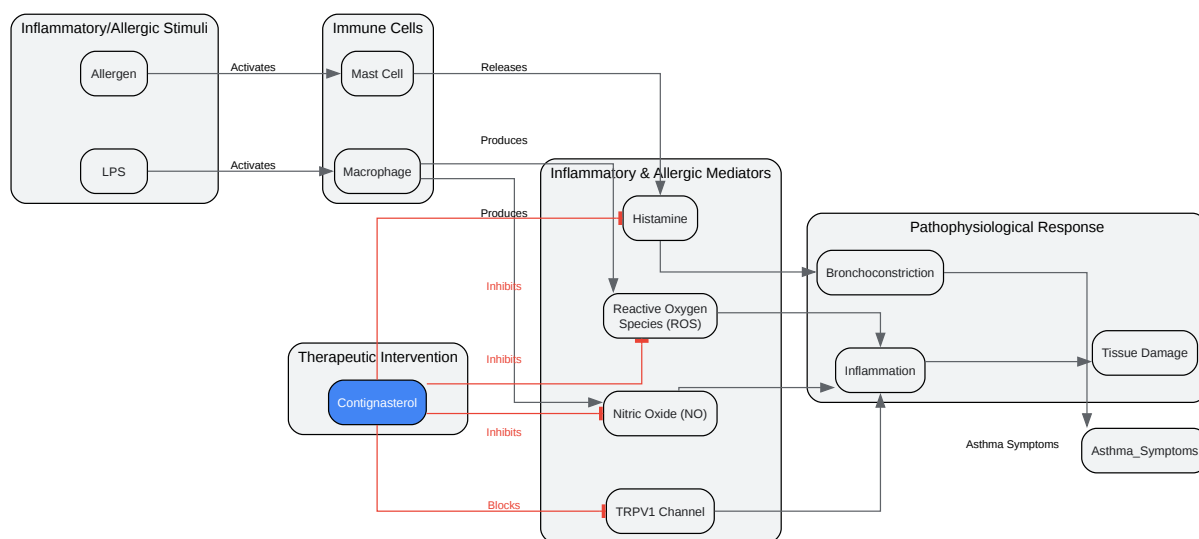 Inflammatory/Allergic Stimuli
Immune Cells
Allergen
Activates
Mast Cell
Releases
Produces
LPS
Activates
Macrophage
Inflammatory & Allergic Mediators
Produces
Histamine
Pathophysiological Response
Bronchoconstriction
Inhibits
Reactive Oxygen
Species (ROS)
Therapeutic Intervention
Inhibits
Inflammation
Tissue Damage
Contignasterol
Nitric Oxide (NO)
Inhibits
Asthma Symptoms
Asthma_Symptoms
Blocks
TRPV1 Channel